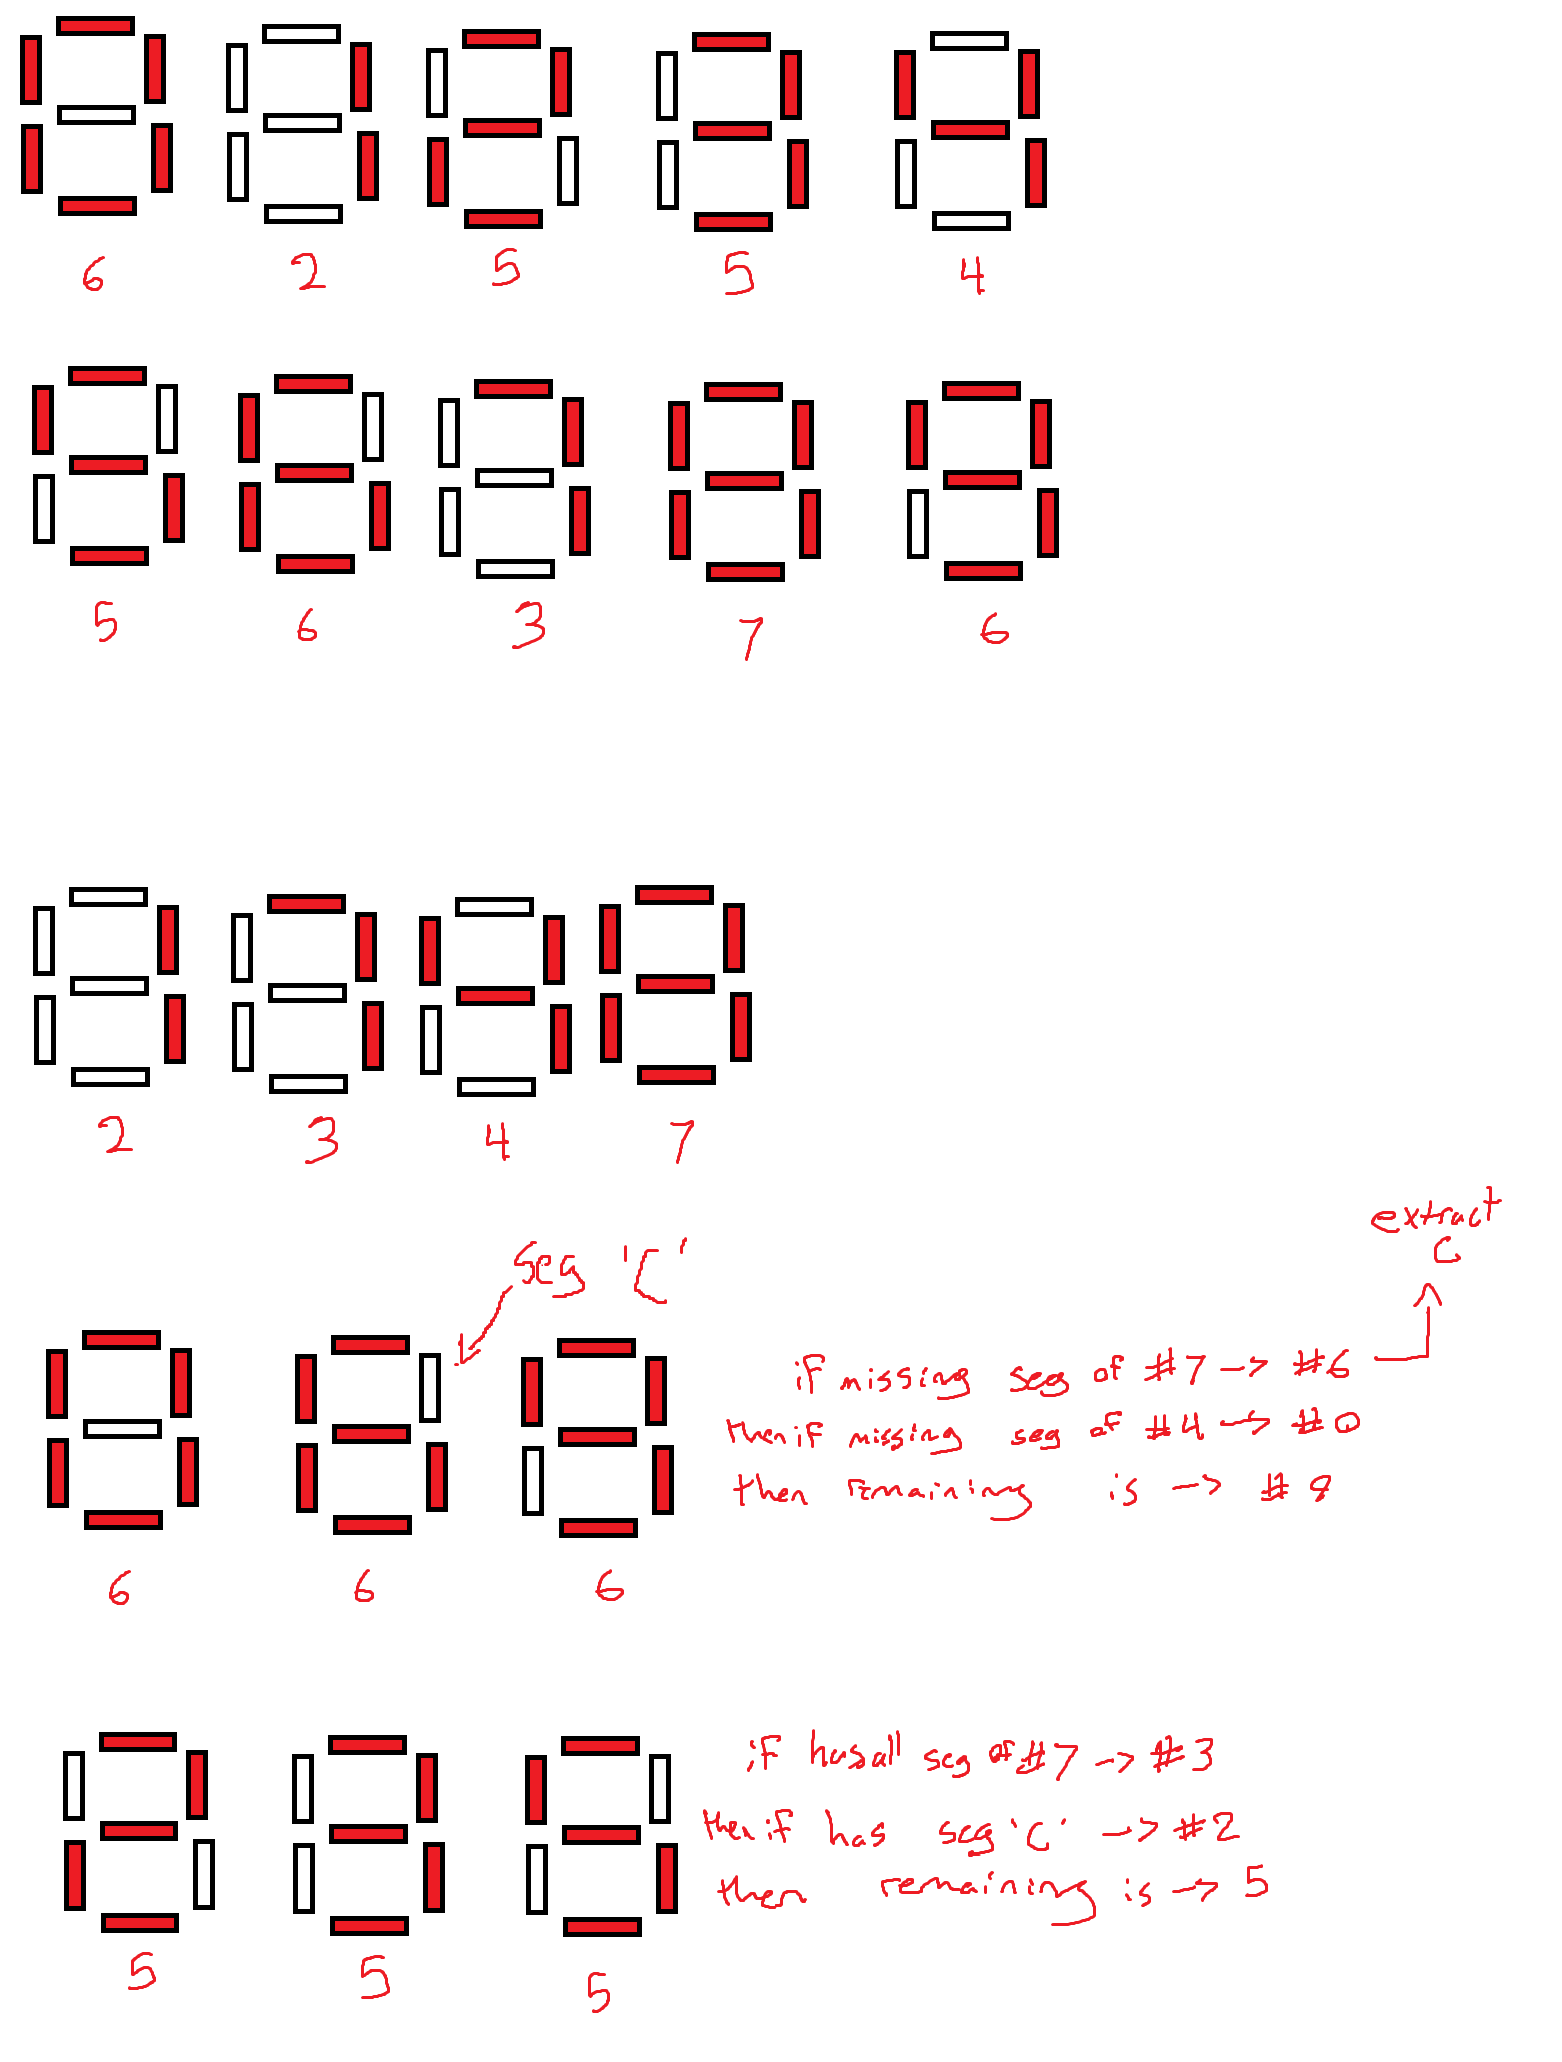 6 2 5 5 4
5 6 3 7 6
2 3 4 7
extract
C
seg 'C'
if missing seg of #7 -> #6
then if missing seg of #4 -> #0
then remaining is -> #9
6 6 6
if has all seg of #7 -> #3
then if has seg 'C' -> #2
then remaining is -> 5
5 5 5